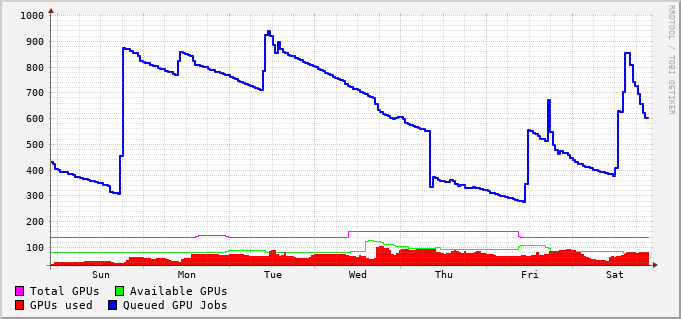 1000
900
800
700
600
500
400
300
200
100
Sun Mon Tue Wed Thu Fri Sat
Total GPUs Available GPUs
GPUs used Queued GPU Jobs
RRDTOOL / TOBI OETIKER